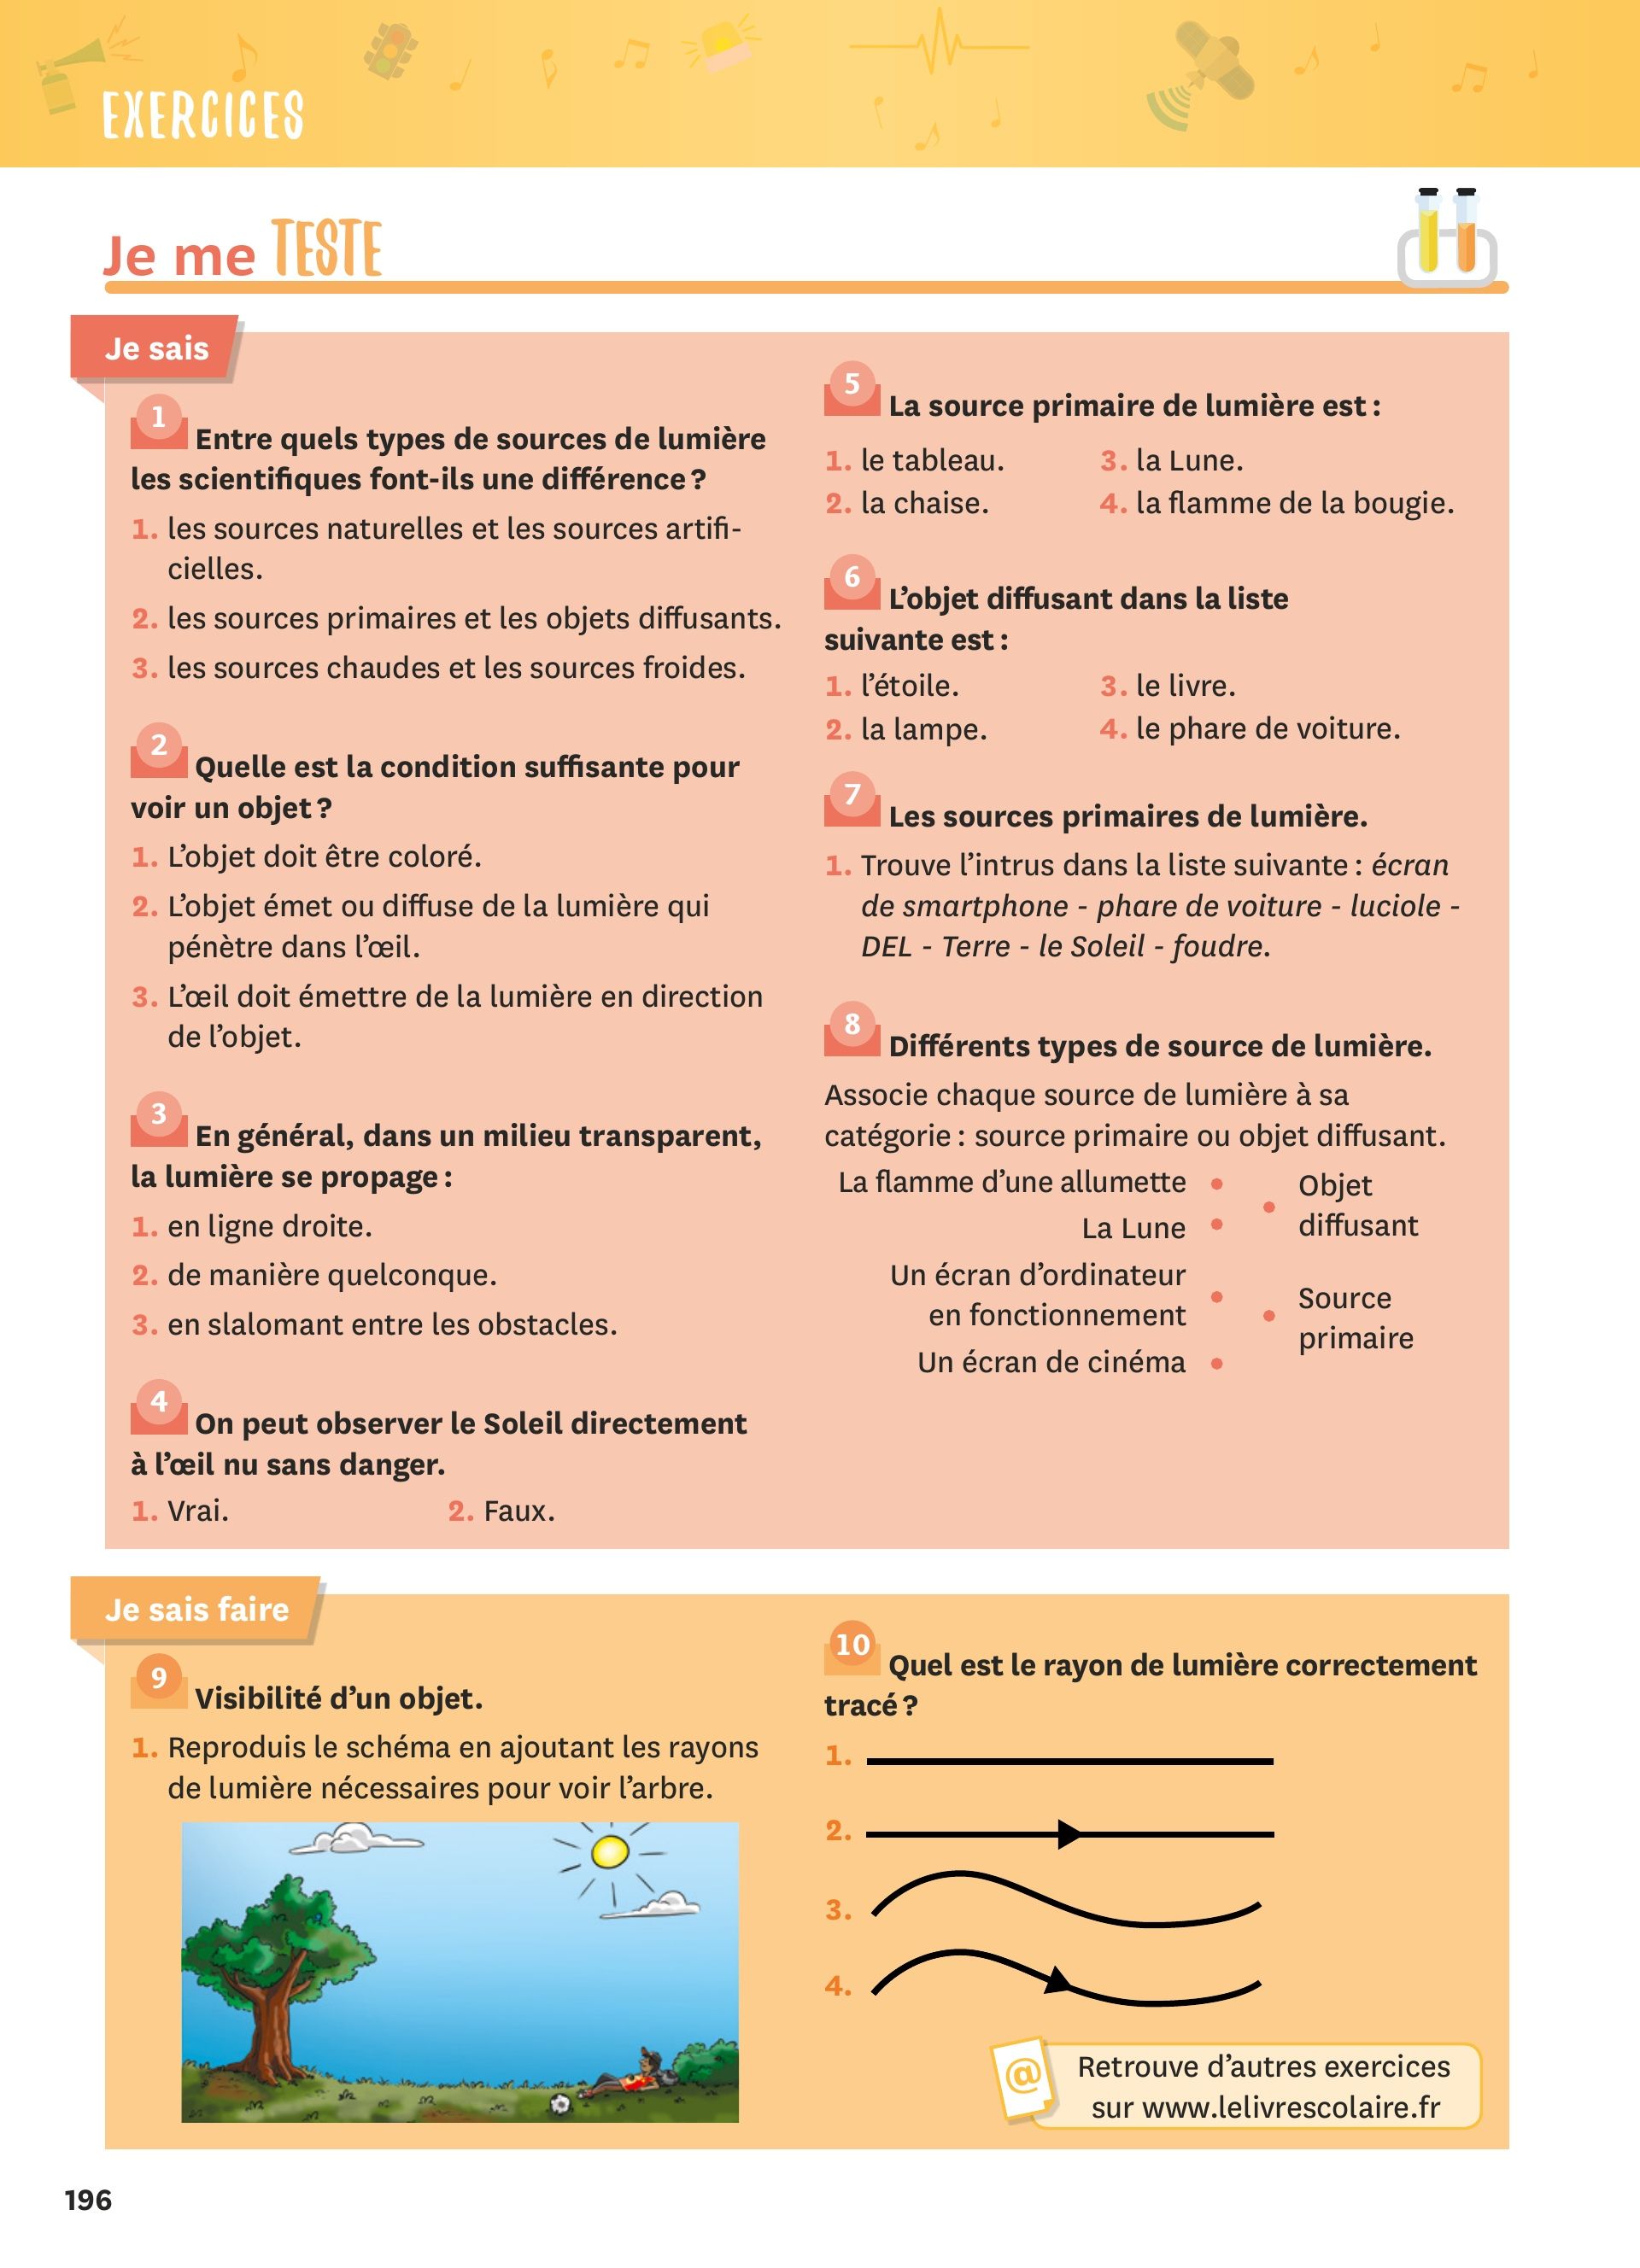 EXERCICES
Je me TESTE
Je sais
1 Entre quels types de sources de lumière
les scientifiques font-ils une différence ?
1. les sources naturelles et les sources artifi-
cielles.
2. les sources primaires et les objets diffusants.
3. les sources chaudes et les sources froides.
2 Quelle est la condition suffisante pour
voir un objet ?
1. L’objet doit être coloré.
2. L’objet émet ou diffuse de la lumière qui
pénètre dans l’œil.
3. L’œil doit émettre de la lumière en direction
de l’objet.
3 En général, dans un milieu transparent,
la lumière se propage :
1. en ligne droite.
2. de manière quelconque.
3. en slalomant entre les obstacles.
4 On peut observer le Soleil directement
à l’œil nu sans danger.
1. Vrai. 2. Faux.
5 La source primaire de lumière est :
1. le tableau. 3. la Lune.
2. la chaise. 4. la flamme de la bougie.
6 L’objet diffusant dans la liste
suivante est :
1. l’étoile. 3. le livre.
2. la lampe. 4. le phare de voiture.
7 Les sources primaires de lumière.
1. Trouve l’intrus dans la liste suivante : écran
de smartphone - phare de voiture - luciole -
DEL - Terre - le Soleil - foudre.
8 Différents types de source de lumière.
Associe chaque source de lumière à sa
catégorie : source primaire ou objet diffusant.
La flamme d’une allumette
La Lune
Un écran d’ordinateur
en fonctionnement
Un écran de cinéma
Objet
diffusant
Source
primaire
Je sais faire
9 Visibilité d’un objet.
1. Reproduis le schéma en ajoutant les rayons
de lumière nécessaires pour voir l’arbre.
10 Quel est le rayon de lumière correctement
tracé ?
1.
2.
3.
4.
@ Retrouve d’autres exercices
sur www.lelivrescolaire.fr
196